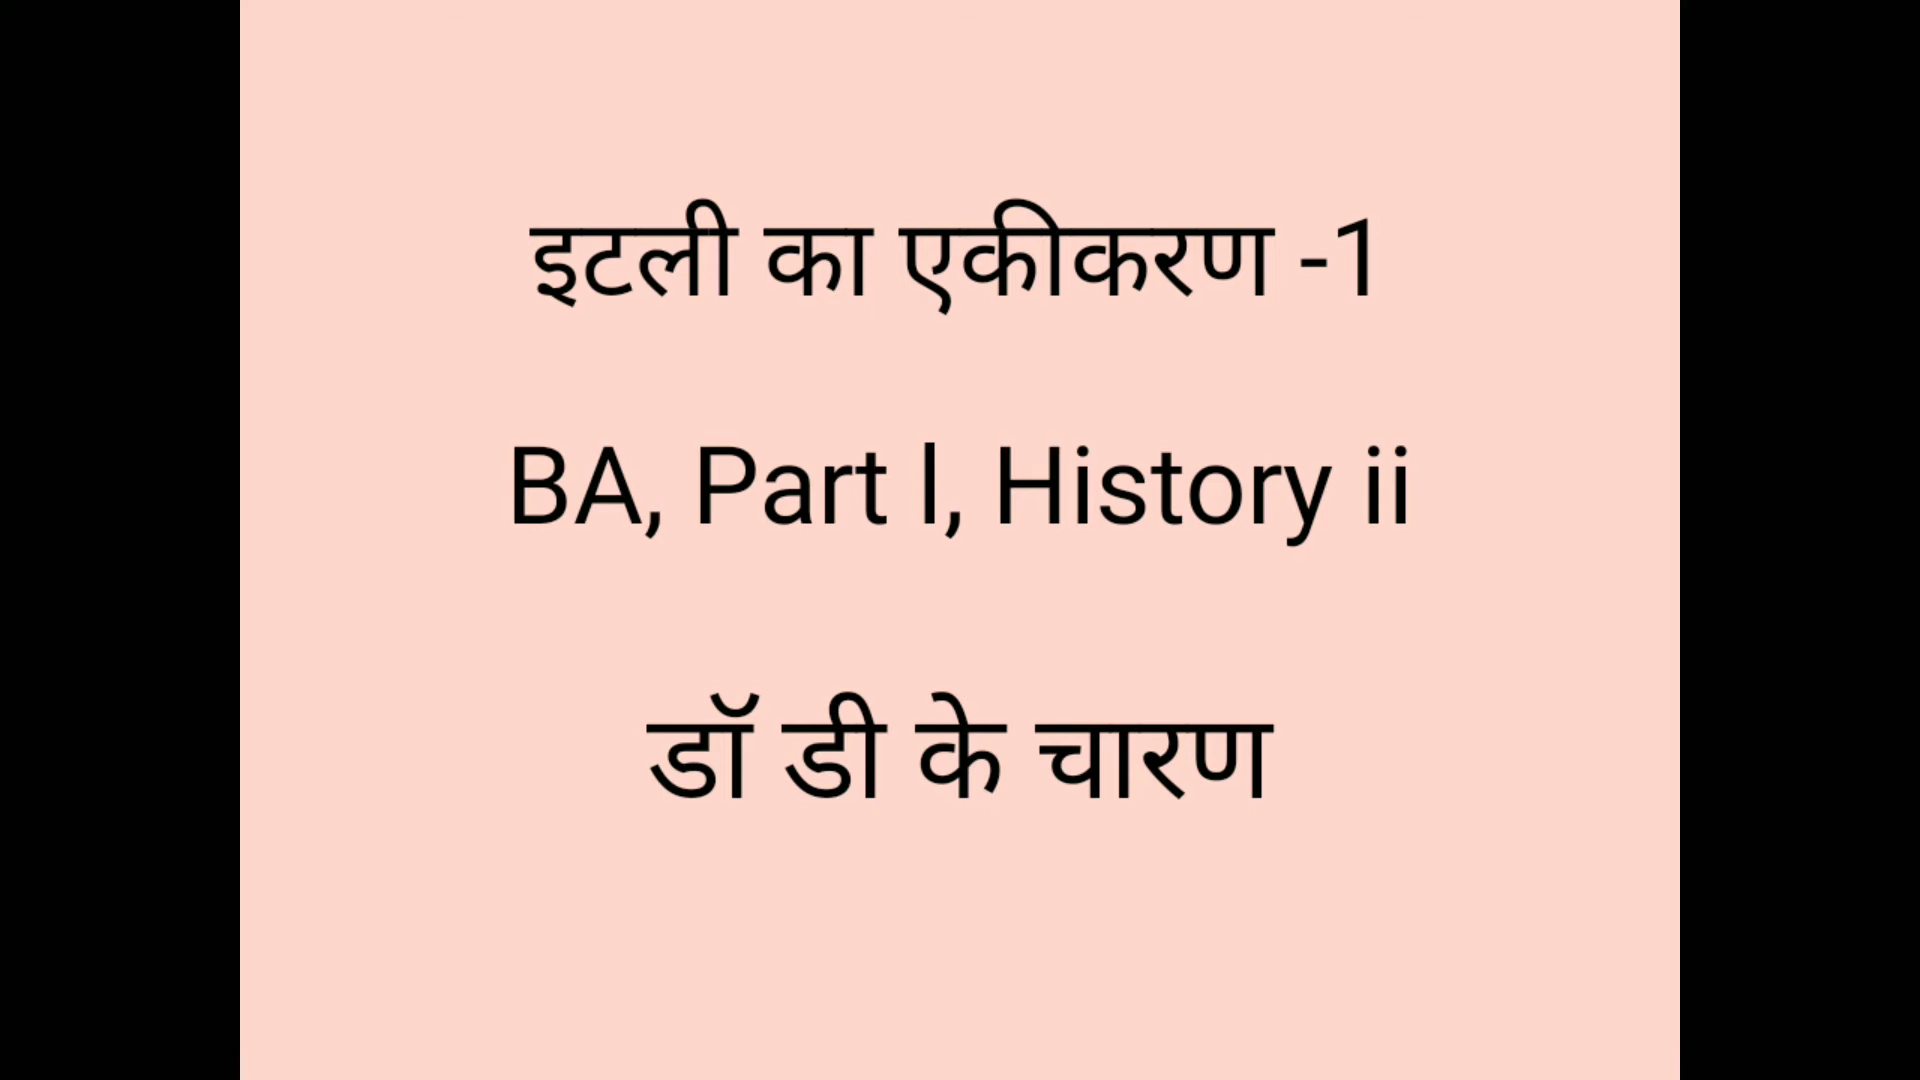 इटली का एकीकरण -1
BA, Part l, History ii
डॉ डी के चारण